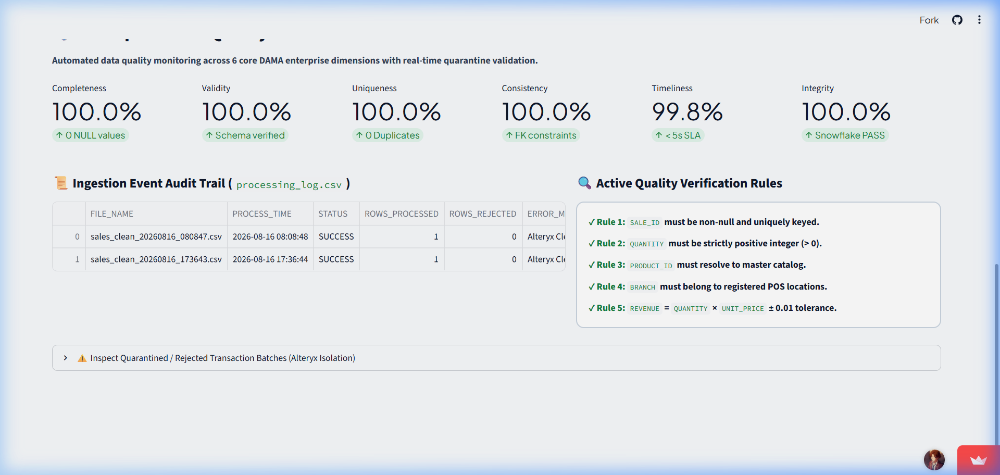 Fork
Automated data quality monitoring across 6 core DAMA enterprise dimensions with real-time quarantine validation.
Completeness
100.0%
↑ 0 NULL values
Validity
100.0%
↑ Schema verified
Uniqueness
100.0%
↑ 0 Duplicates
Consistency
100.0%
↑ FK constraints
Timeliness
99.8%
↑ < 5s SLA
Integrity
100.0%
↑ Snowflake PASS
📜 Ingestion Event Audit Trail ( processing_log.csv )
FILE_NAME PROCESS_TIME STATUS ROWS_PROCESSED ROWS_REJECTED ERROR_M
0 sales_clean_20260816_080847.csv 2026-08-16 08:08:48 SUCCESS 1 0 Alteryx Cle
1 sales_clean_20260816_173643.csv 2026-08-16 17:36:44 SUCCESS 1 0 Alteryx Cle
🔍 Active Quality Verification Rules
✓ Rule 1: SALE_ID must be non-null and uniquely keyed.
✓ Rule 2: QUANTITY must be strictly positive integer (> 0).
✓ Rule 3: PRODUCT_ID must resolve to master catalog.
✓ Rule 4: BRANCH must belong to registered POS locations.
✓ Rule 5: REVENUE = QUANTITY × UNIT_PRICE ± 0.01 tolerance.
⚠️ Inspect Quarantined / Rejected Transaction Batches (Alteryx Isolation)